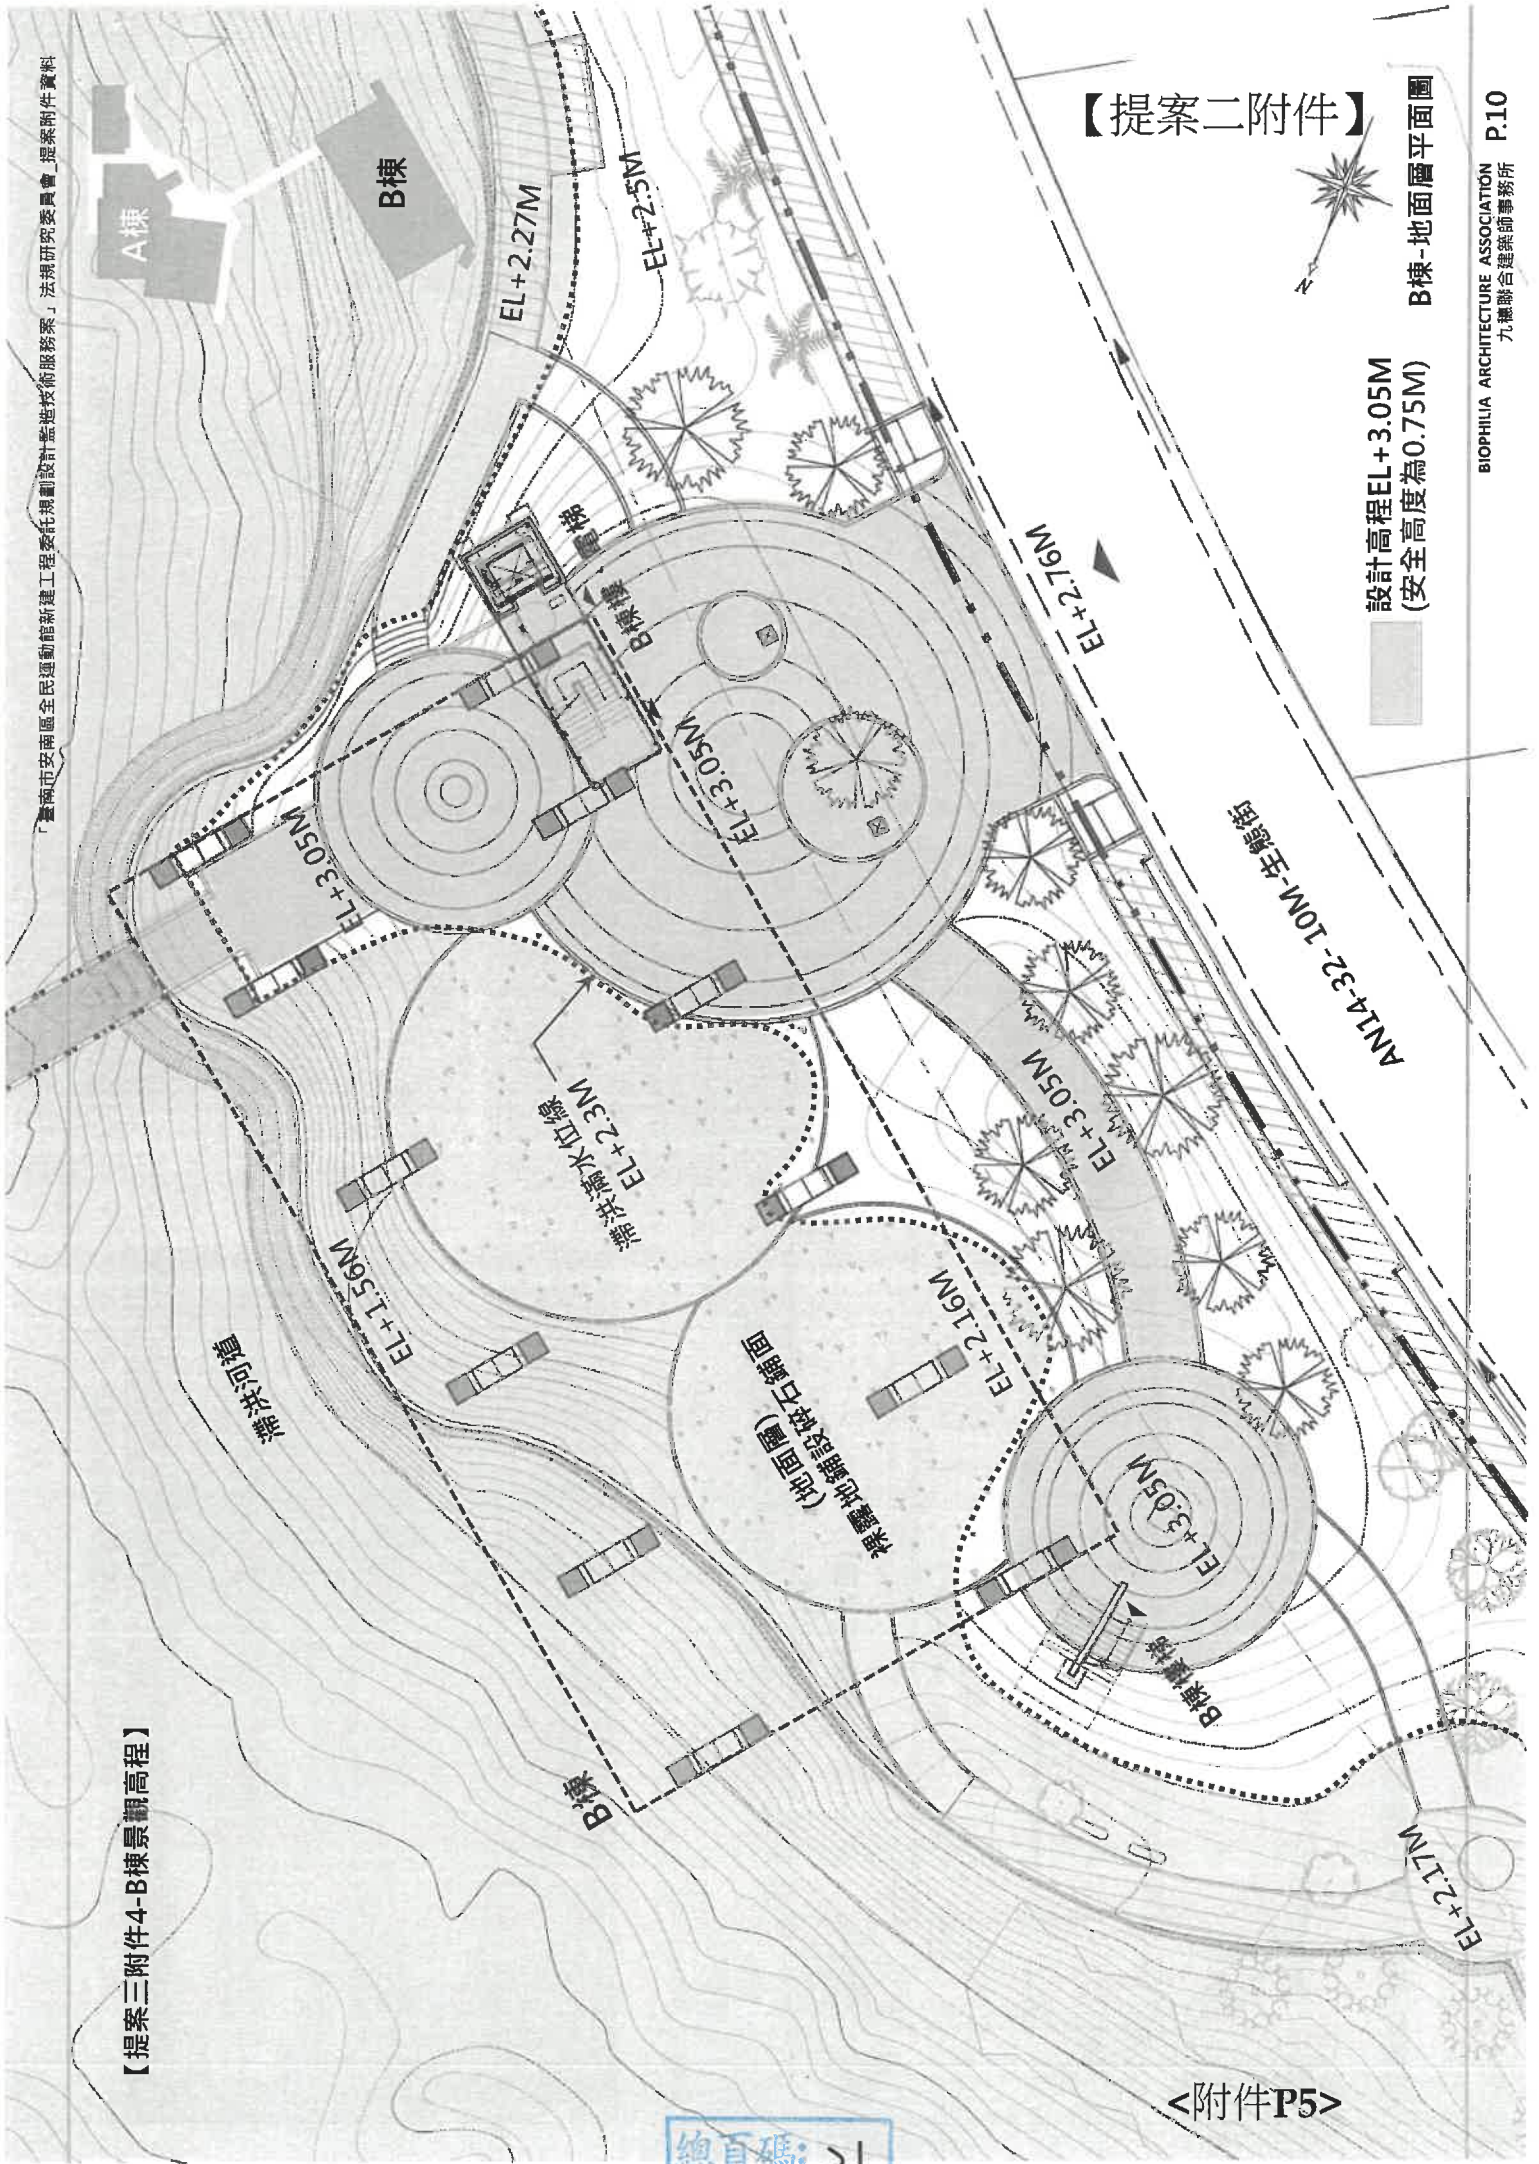 「臺南市安南區全民運動館新建工程委託規劃設計監造技術服務案」法規研究委員會_提案附件資料
【提案三附件4-B棟景觀高程】
【提案二附件】
A棟
B棟
EL+2.27M
EL+2.5M
電梯
B棟樓
EL+3.05M
EL+3.05M
EL+2.76M
滯洪滿水位線
EL+2.3M
EL+3.05M
EL+1.56M
滯洪河道
(地面層)
裸露地鋪設碎石鋪面
EL+2.16M
EL+3.05M
B棟樓梯
B棟
EL+2.17M
AN14-32-10M-生態街
N
設計高程EL+3.05M
(安全高度為0.75M)
B棟-地面層平面圖
BIOPHILIA ARCHITECTURE ASSOCIATION
九穗聯合建築師事務所
P.10
<附件P5>
總頁碼: